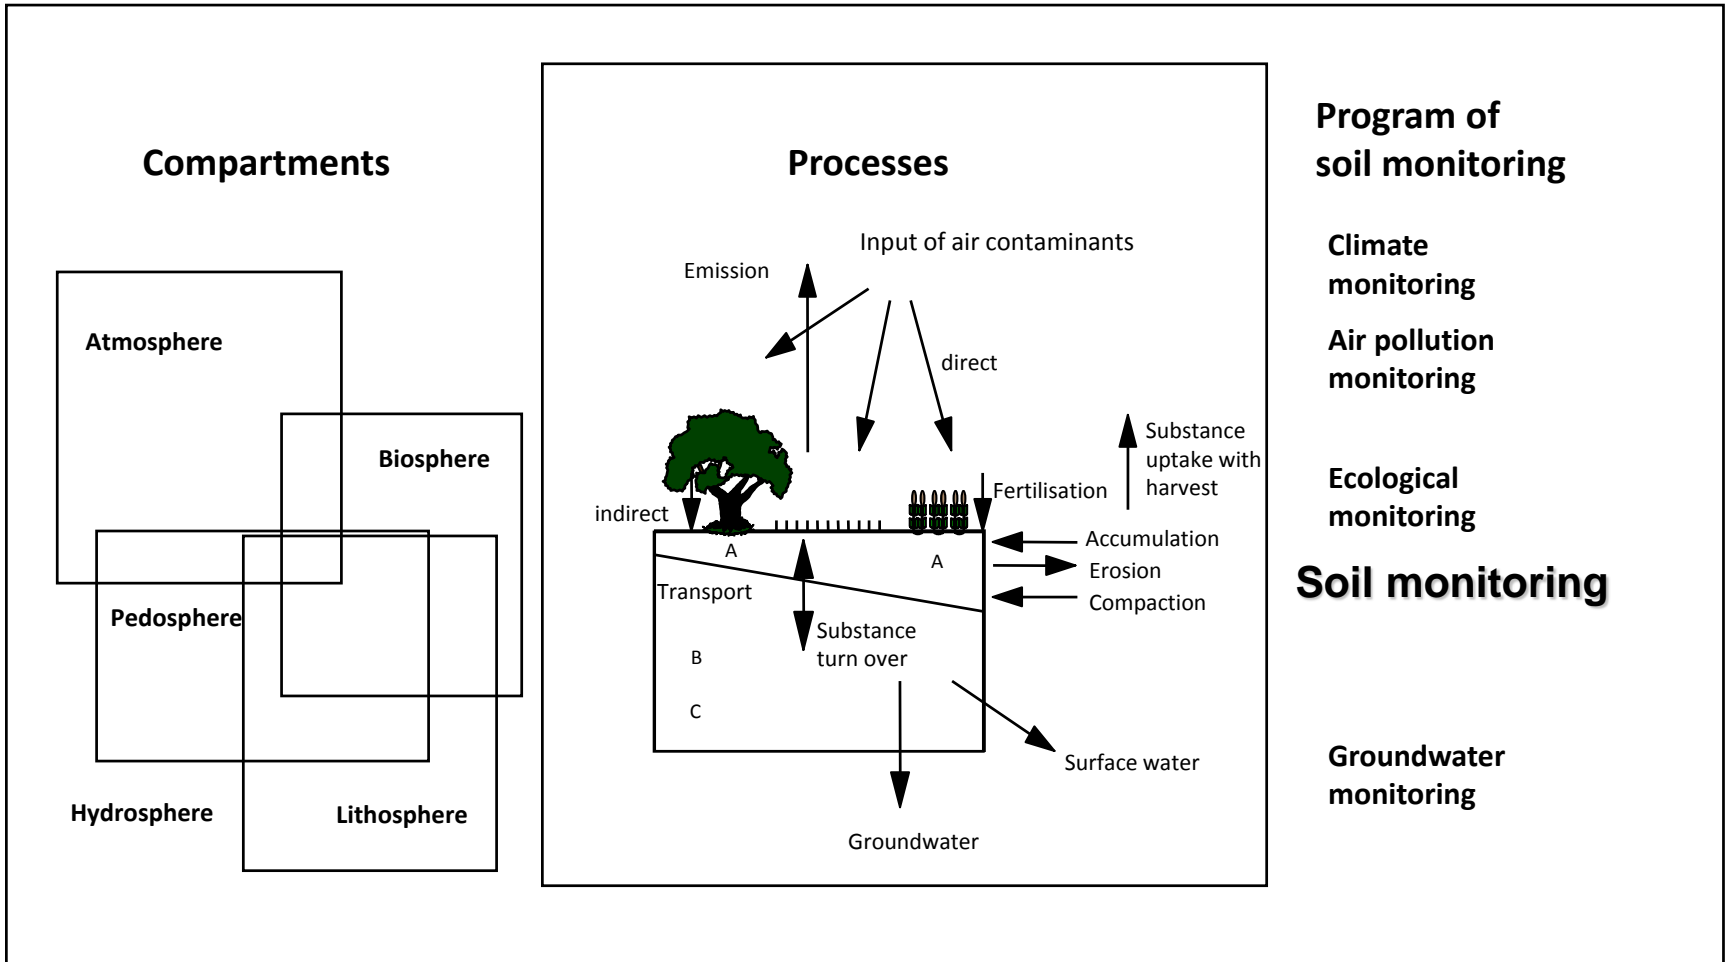 Compartments
Atmosphere
Biosphere
Pedosphere
Hydrosphere
Lithosphere
Processes
Input of air contaminants
Emission
direct
Substance
uptake with
harvest
Fertilisation
indirect
A
A
Accumulation
Erosion
Compaction
Transport
Substance
turn over
B
C
Surface water
Groundwater
Program of
soil monitoring
Climate
monitoring
Air pollution
monitoring
Ecological
monitoring
Soil monitoring
Groundwater
monitoring